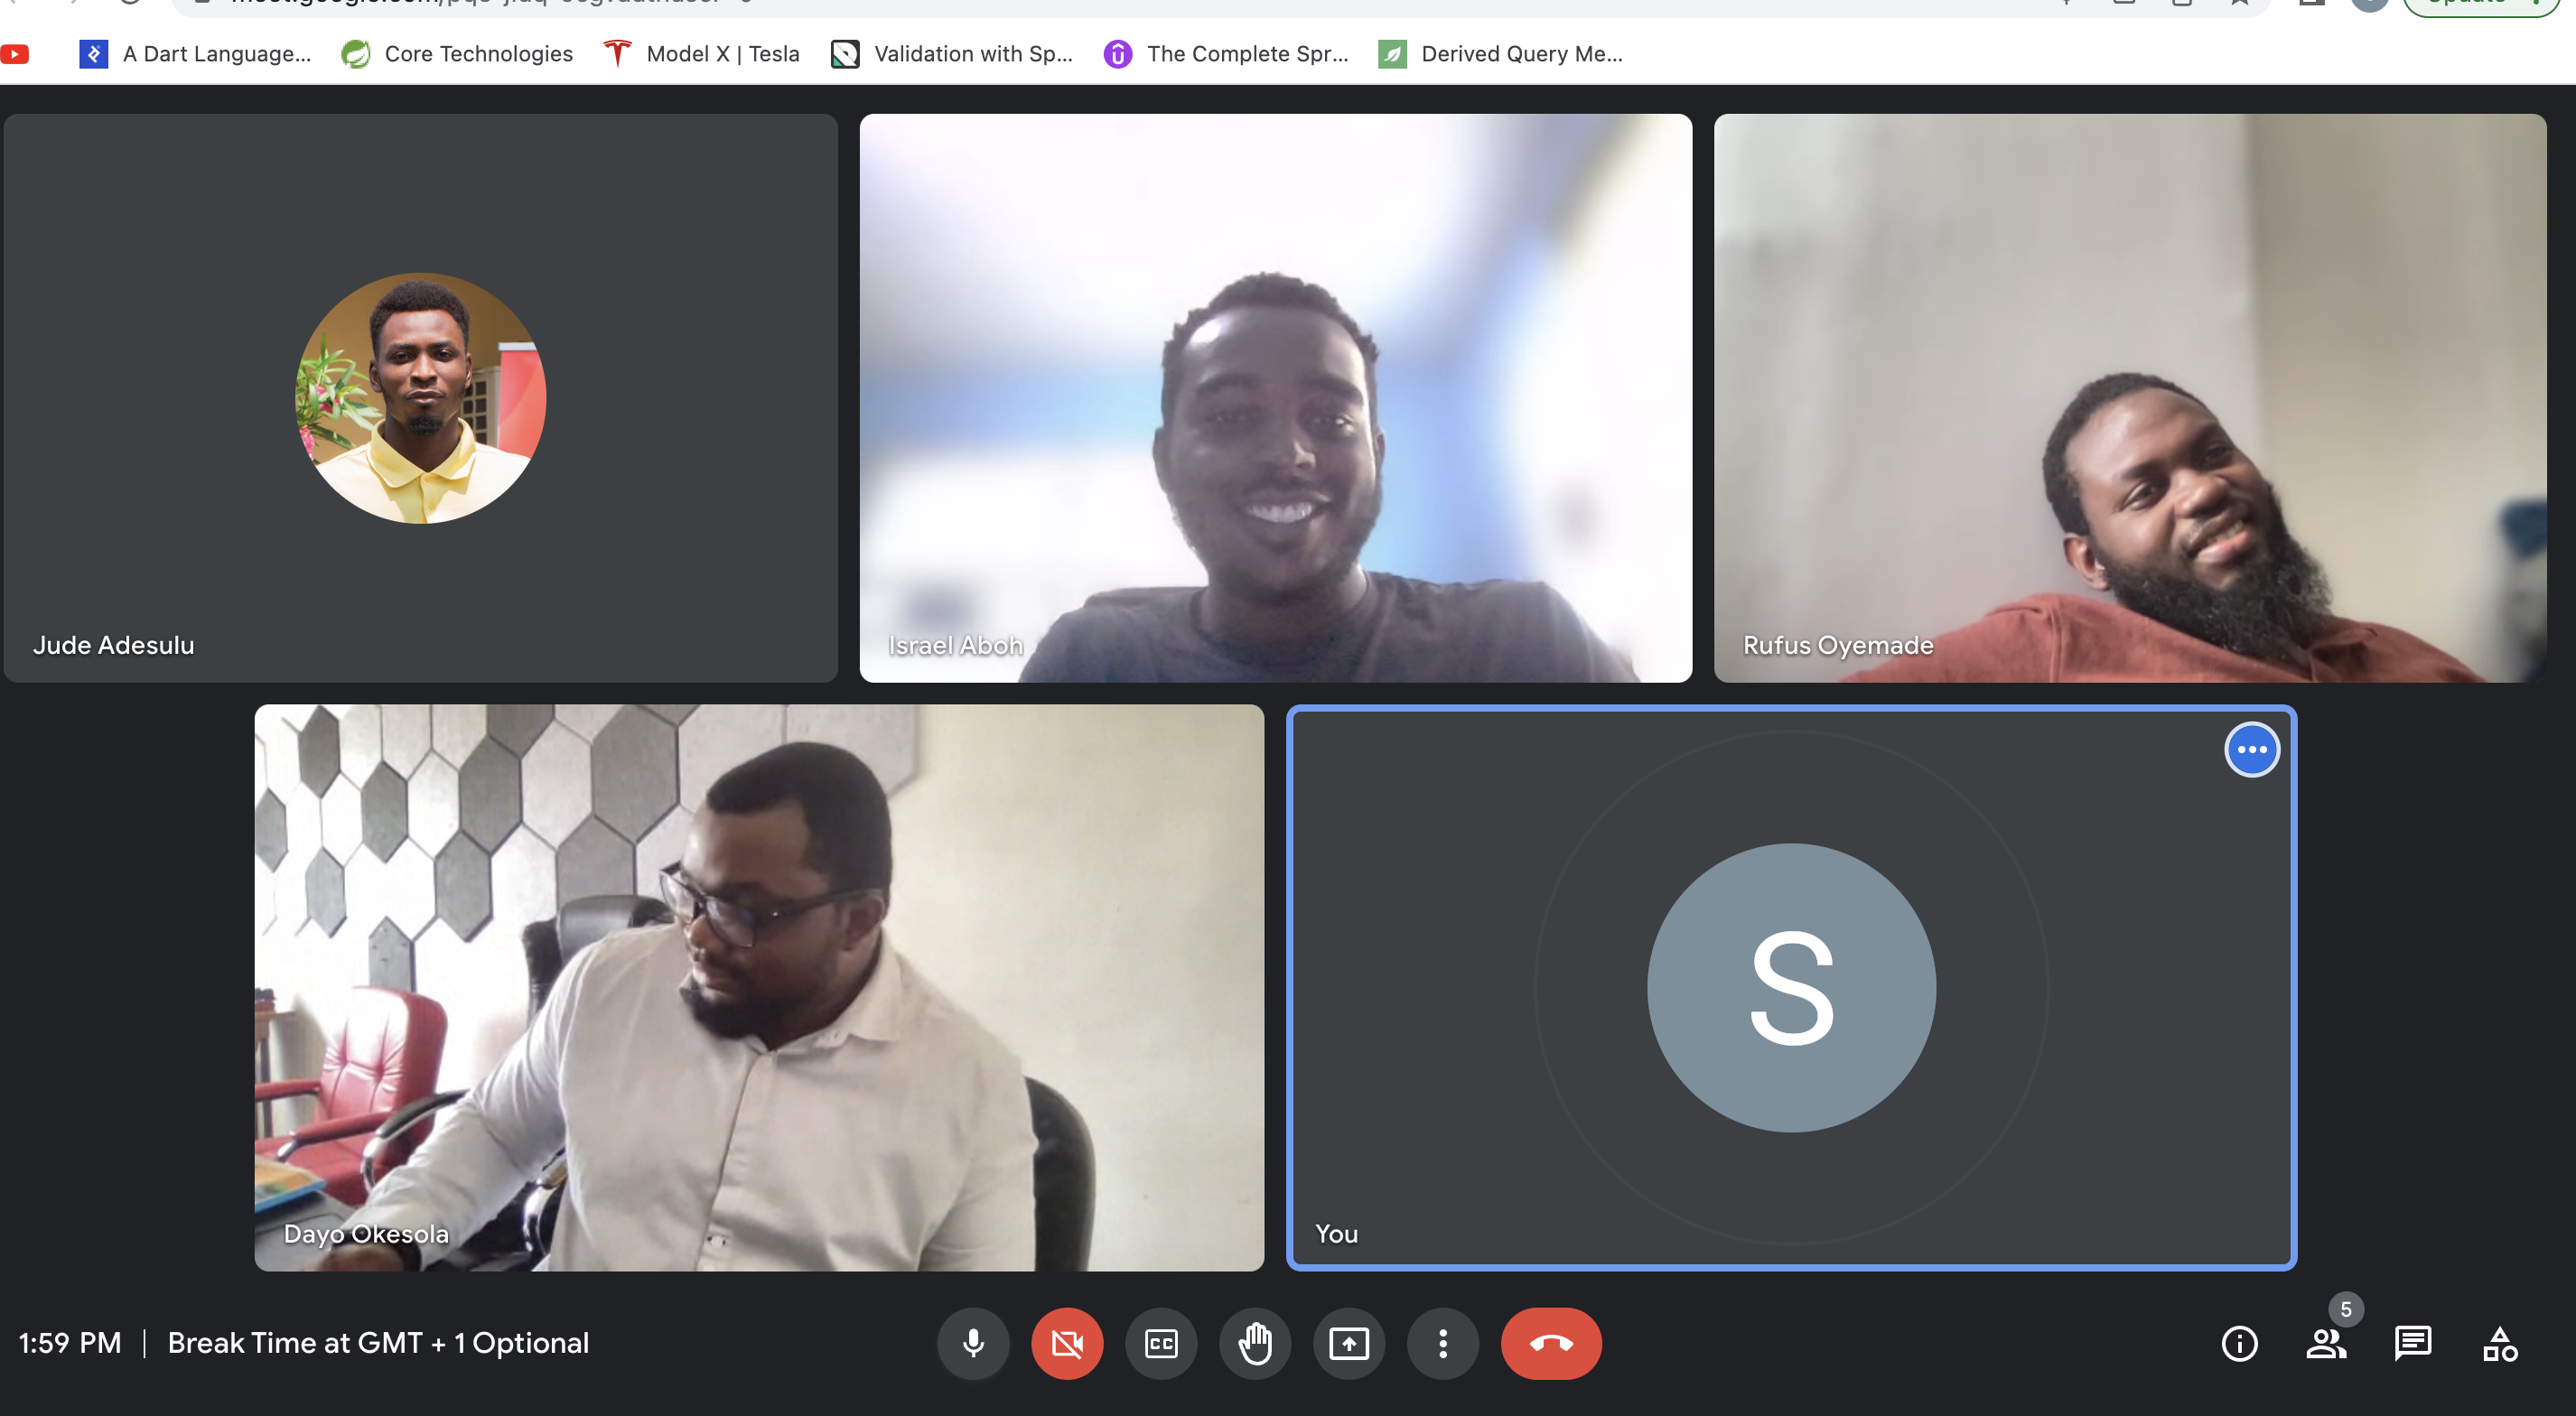 A Dart Language...
Core Technologies
Model X | Tesla
Validation with Sp...
The Complete Spr...
Derived Query Me...
Jude Adesulu
Israel Aboh
Rufus Oyemade
Dayo Okesola
S
You
1:59 PM | Break Time at GMT + 1 Optional
CC
5